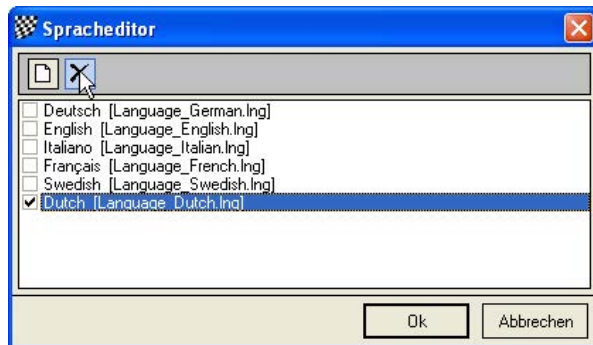 Spracheditor
Deutsch [Language_German.lng]
English [Language_English.lng]
Italiano [Language_Italian.lng]
Français [Language_French.lng]
Swedish [Language_Swedish.lng]
Dutch [Language_Dutch.lng]
Ok
Abbrechen